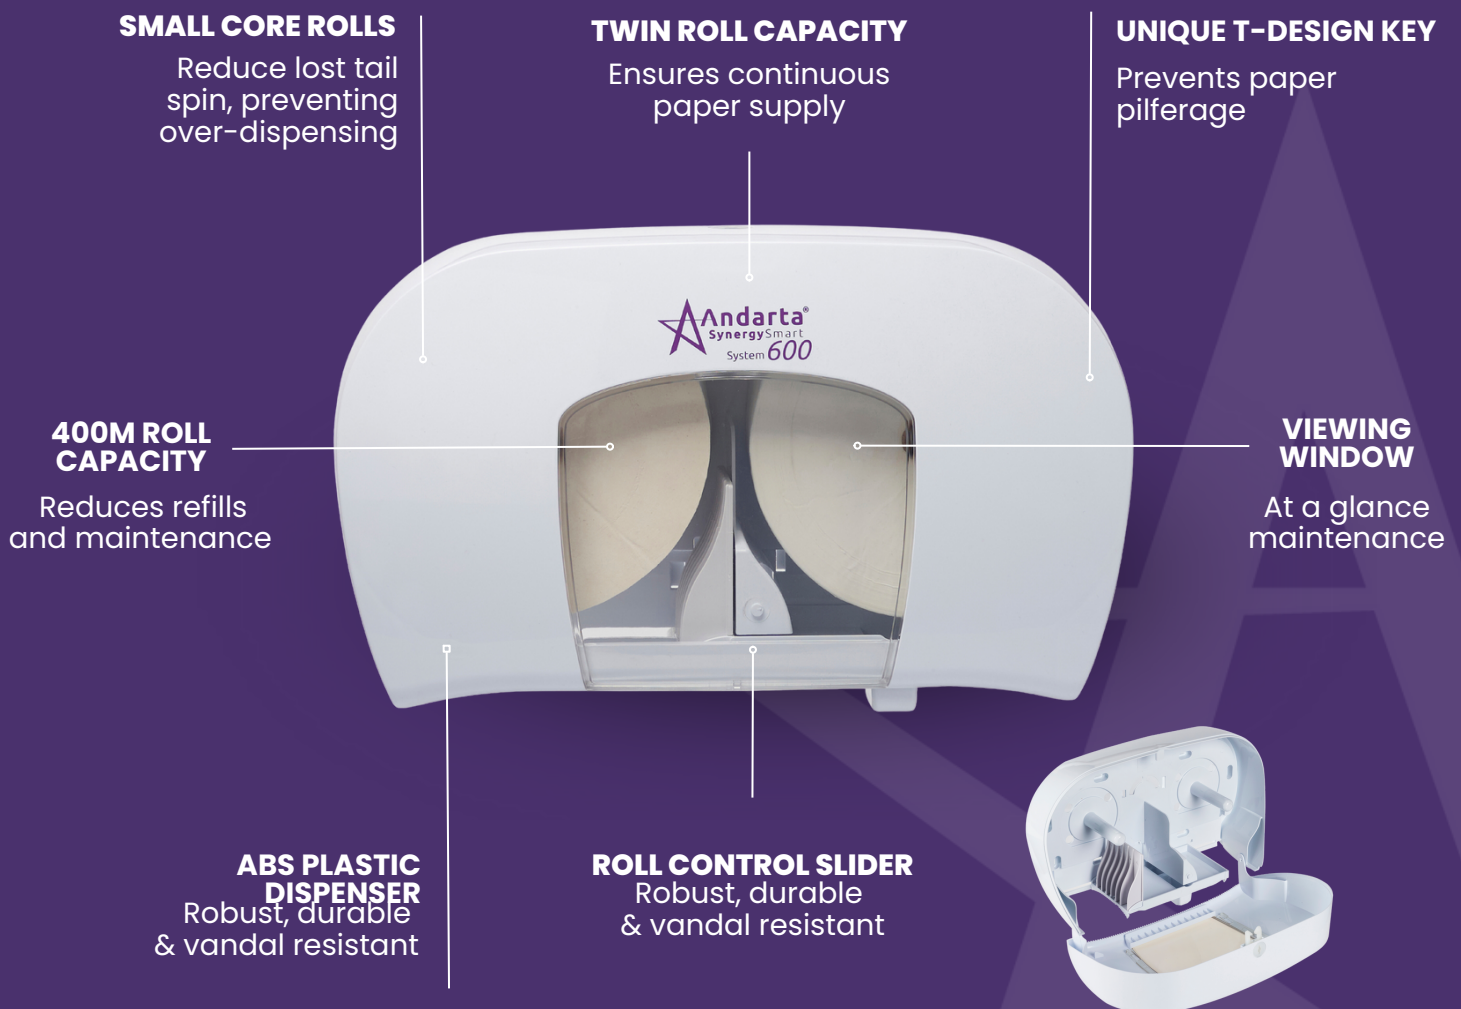 SMALL CORE ROLLS
Reduce lost tail
spin, preventing
over-dispensing
TWIN ROLL CAPACITY
Ensures continuous
paper supply
UNIQUE T-DESIGN KEY
Prevents paper
pilferage
Andarta®
SynergySmart
System 600
400M ROLL
CAPACITY
Reduces refills
and maintenance
VIEWING
WINDOW
At a glance
maintenance
ABS PLASTIC
DISPENSER
Robust, durable
& vandal resistant
ROLL CONTROL SLIDER
Robust, durable
& vandal resistant